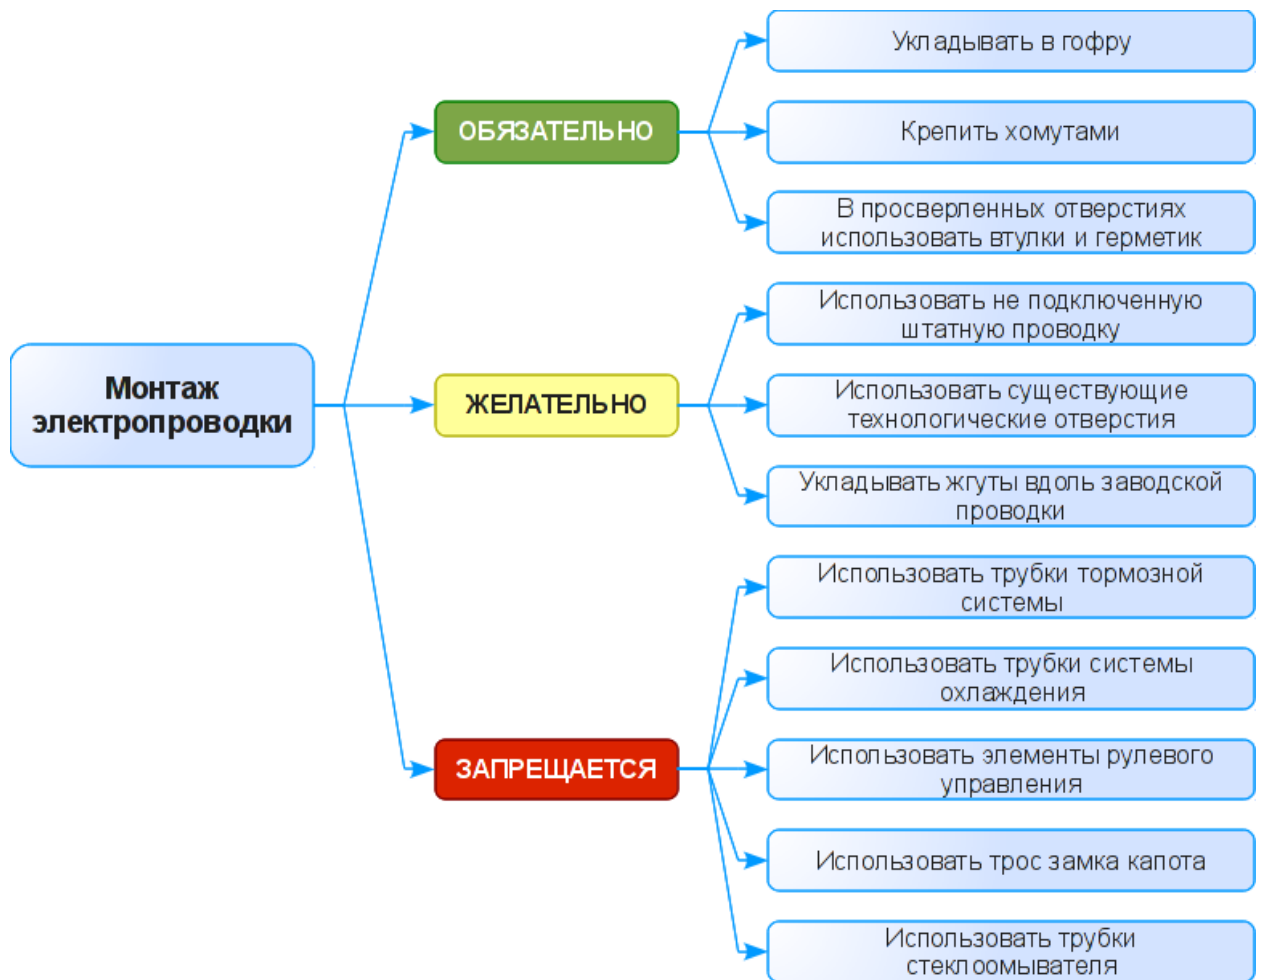 Монтаж
электропроводки
ОБЯЗАТЕЛЬНО
Укладывать в гофру
Крепить хомутами
В просверленных отверстиях
использовать втулки и герметик
ЖЕЛАТЕЛЬНО
Использовать не подключенную
штатную проводку
Использовать существующие
технологические отверстия
Укладывать жгуты вдоль заводской
проводки
ЗАПРЕЩАЕТСЯ
Использовать трубки тормозной
системы
Использовать трубки системы
охлаждения
Использовать элементы рулевого
управления
Использовать трос замка капота
Использовать трубки
стеклоомывателя